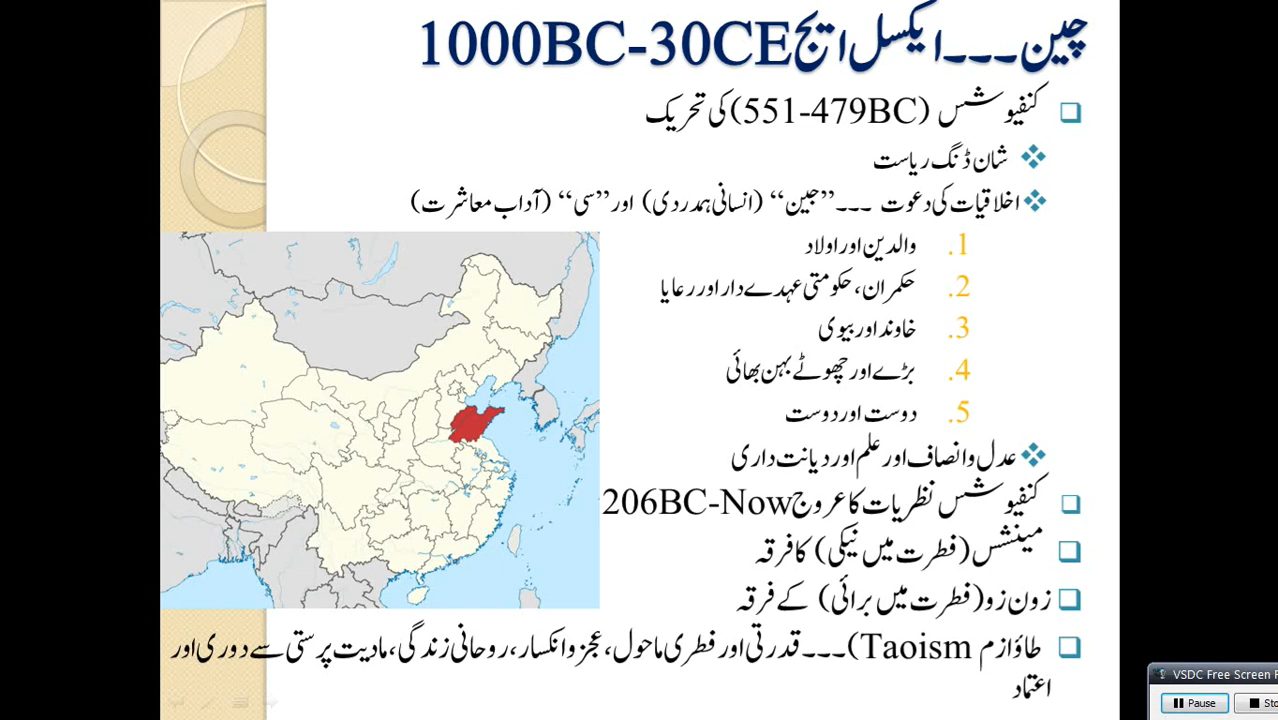 چین۔۔۔ایکسل ایج 1000BC-30CE
کنفیوشس (551-479BC) کی تحریک
شان ڈنگ ریاست
اخلاقیات کی دعوت ۔۔۔ ”جین“ (انسانی ہمدردی) اور ”سی“ (آداب معاشرت)
1. والدین اور اولاد
2. حکمران، حکومتی عہدے دار اور رعایا
3. خاوند اور بیوی
4. بڑے اور چھوٹے بہن بھائی
5. دوست اور دوست
عدل و انصاف اور علم اور دیانت داری
کنفیوشس نظریات کا عروج 206BC-Now
مینشس (فطرت میں نیکی) کا فرقہ
زون زو (فطرت میں برائی) کے فرقہ
طاؤازم Taoism)۔۔۔قدرتی اور فطری ماحول، عجز و انکسار، روحانی زندگی، مادیت پرستی سے دوری اور
اعتماد
VSDC Free Screen
Pause